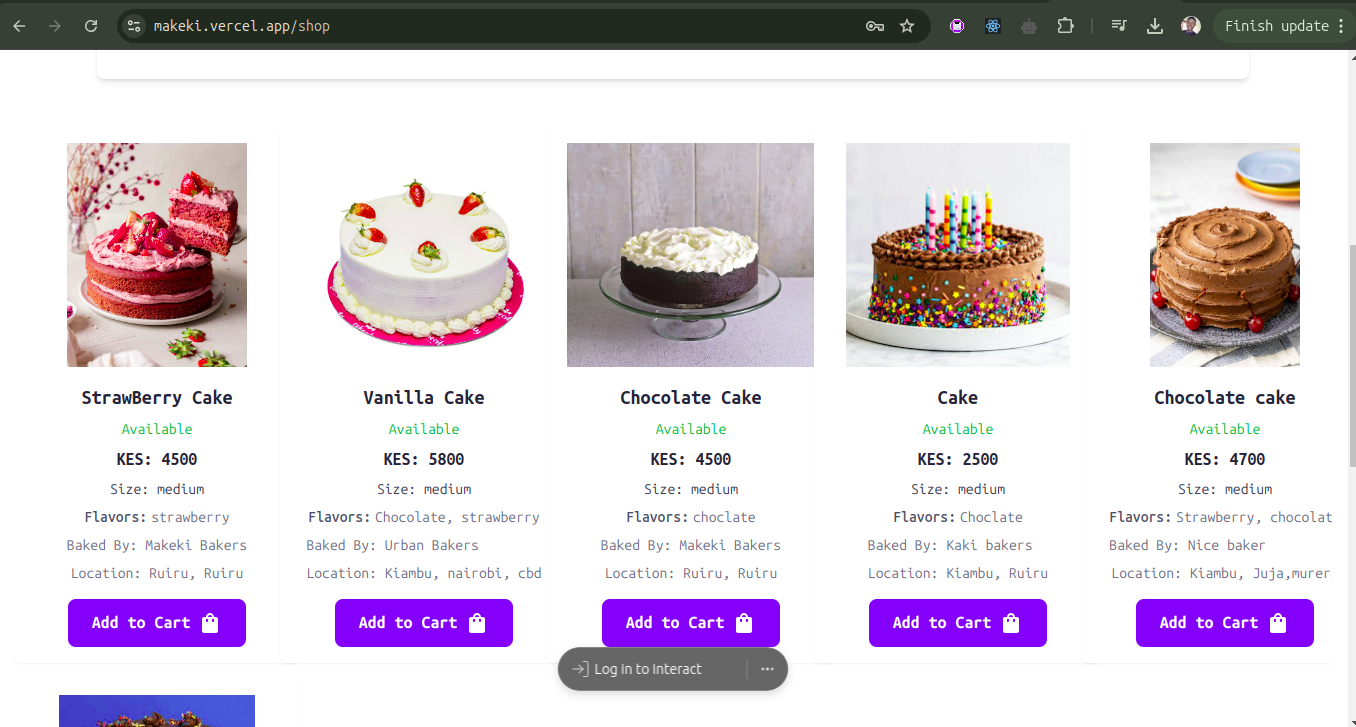 makeki.vercel.app/shop
Finish update
StrawBerry Cake
Available
KES: 4500
Size: medium
Flavors: strawberry
Baked By: Makeki Bakers
Location: Ruiru, Ruiru
Add to Cart
Vanilla Cake
Available
KES: 5800
Size: medium
Flavors: Chocolate, strawberry
Baked By: Urban Bakers
Location: Kiambu, nairobi, cbd
Add to Cart
Chocolate Cake
Available
KES: 4500
Size: medium
Flavors: choclate
Baked By: Makeki Bakers
Location: Ruiru, Ruiru
Add to Cart
Cake
Available
KES: 2500
Size: medium
Flavors: Choclate
Baked By: Kaki bakers
Location: Kiambu, Ruiru
Add to Cart
Chocolate cake
Available
KES: 4700
Size: medium
Flavors: Strawberry, chocolat
Baked By: Nice baker
Location: Kiambu, Juja,murer
Add to Cart
Log in to interact